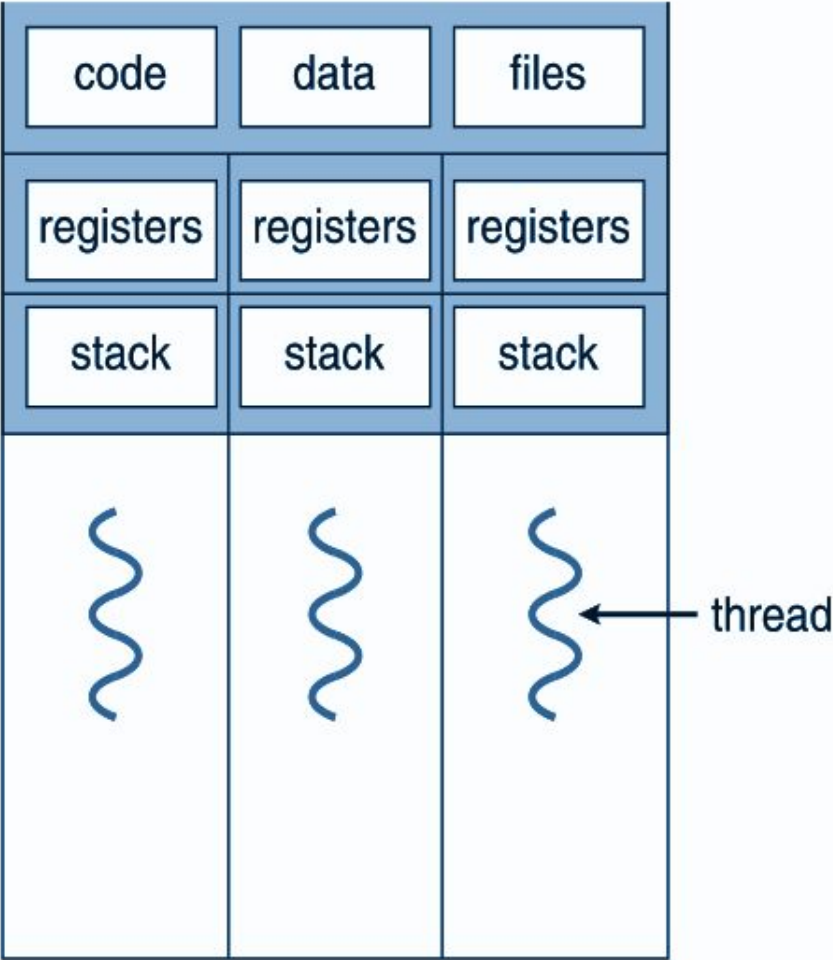 code data files
registers registers registers
stack stack stack
thread